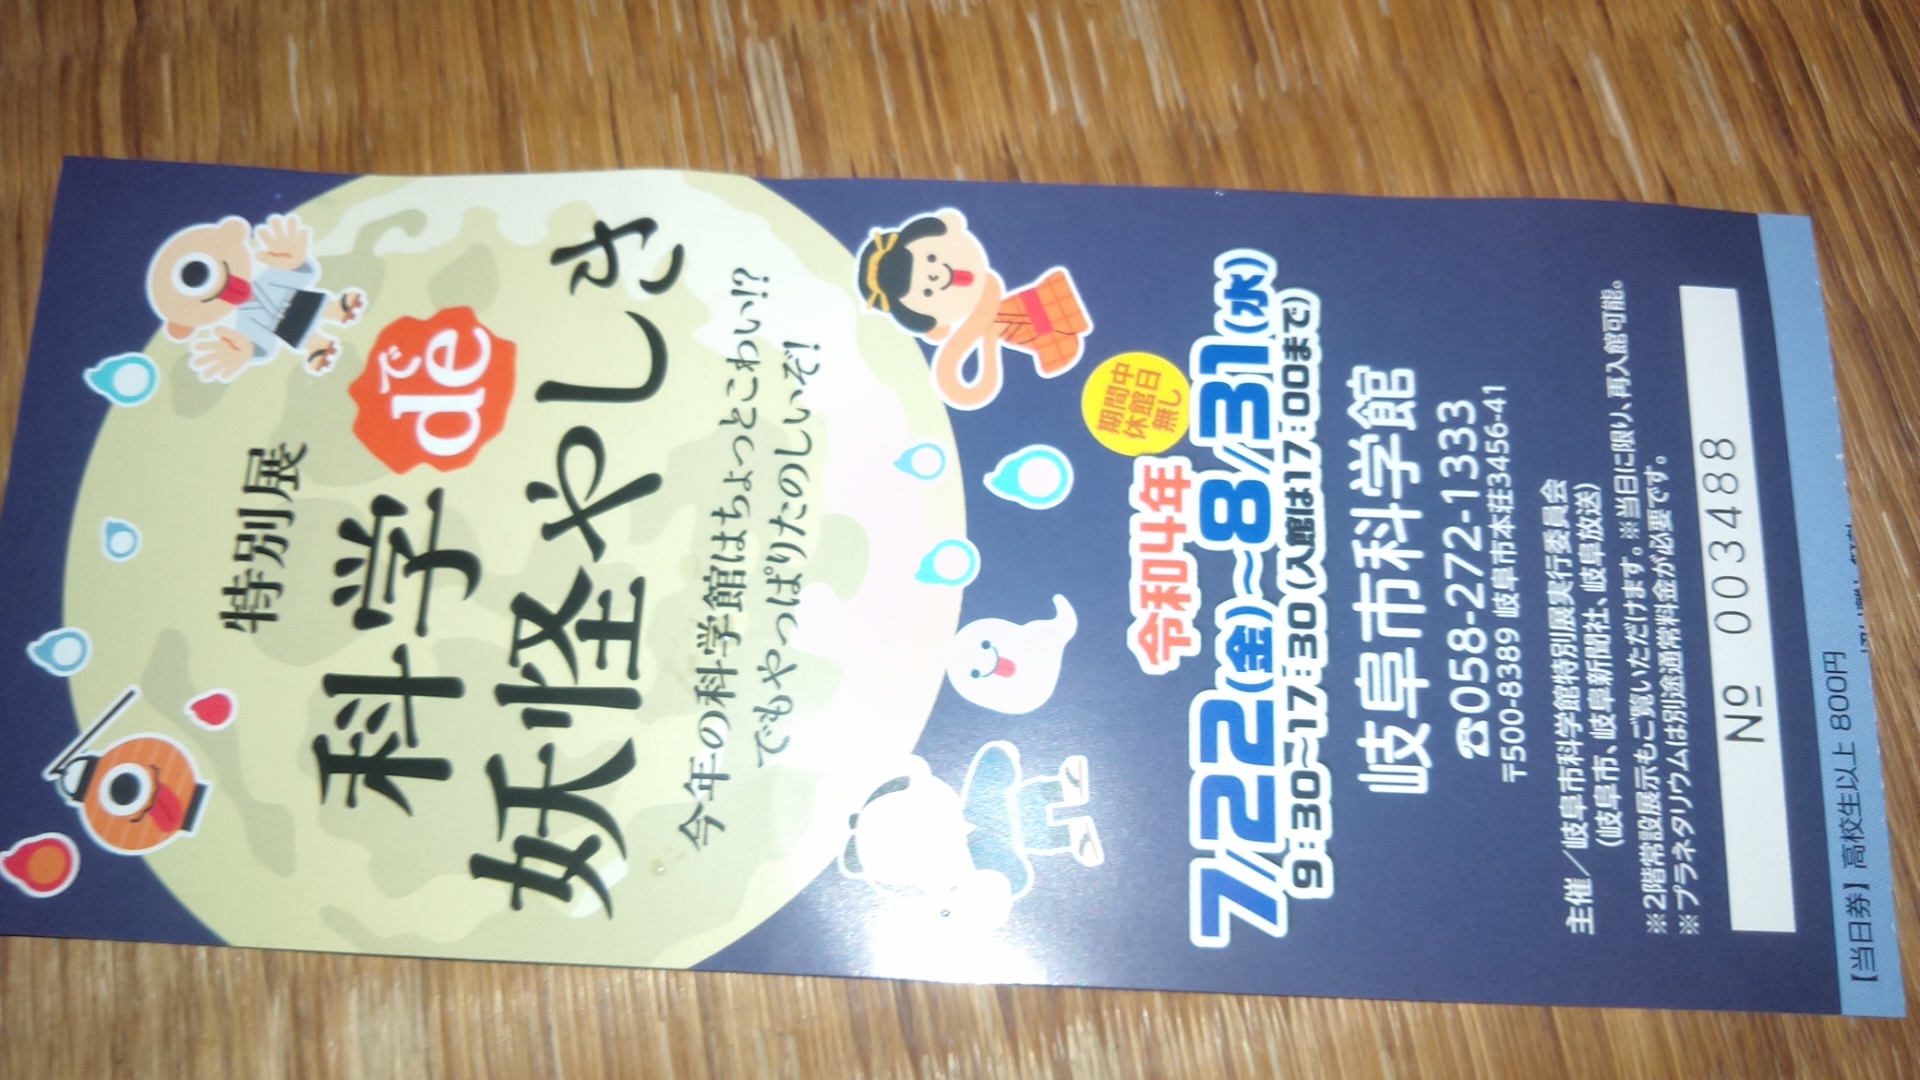 特別展
科学
で
de
妖怪やしき
今年の科学館はちょっとこわい!?
でもやっぱりたのしいぞ!
期間中
休館日
無し
令和4年
7/22(金)～8/31(水)
9:30～17:30(入館は17:00まで)
岐阜市科学館
☎058-272-1333
〒500-8389 岐阜市本荘3456-41
主催／岐阜市科学館特別展実行委員会
(岐阜市、岐阜新聞社、岐阜放送)
※2階常設展示もご覧いただけます。※当日に限り、再入館可能。
※プラネタリウムは別途通常料金が必要です。
№ 003488
【当日券】高校生以上 800円